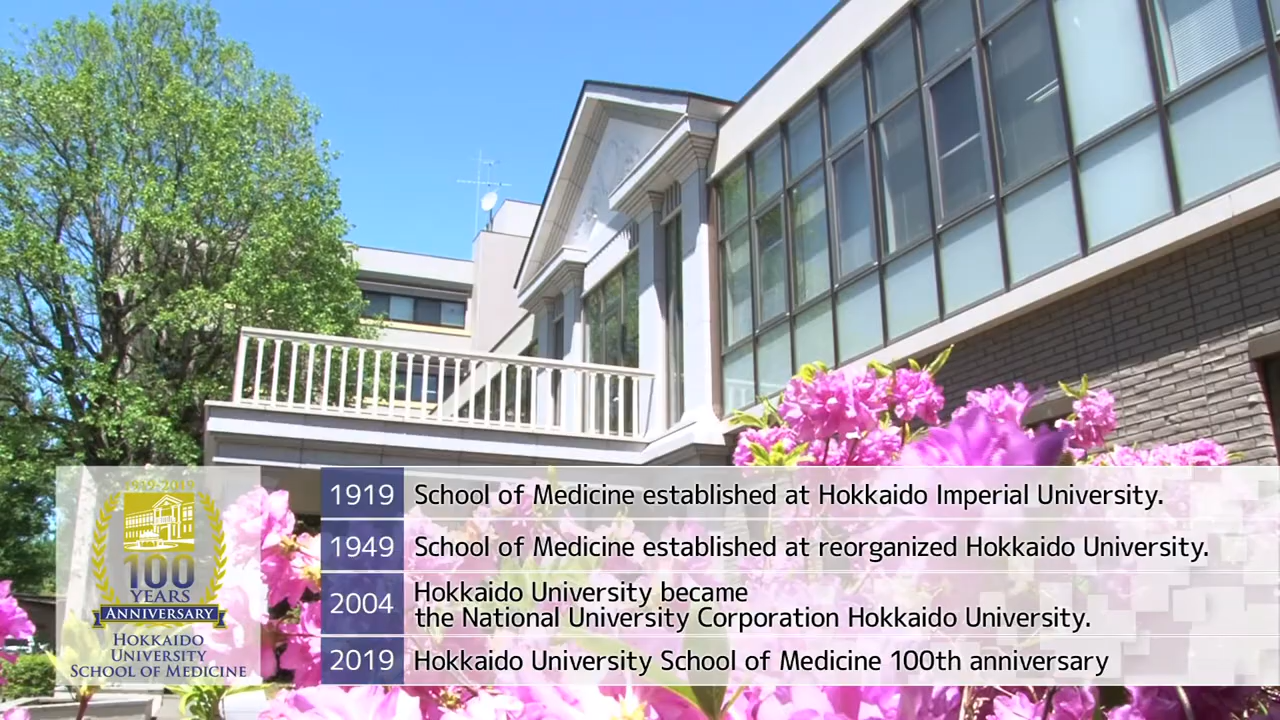 1919-2019
100
YEARS
ANNIVERSARY
HOKKAIDO
UNIVERSITY
SCHOOL OF MEDICINE
1919 School of Medicine established at Hokkaido Imperial University.
1949 School of Medicine established at reorganized Hokkaido University.
2004 Hokkaido University became
the National University Corporation Hokkaido University.
2019 Hokkaido University School of Medicine 100th anniversary